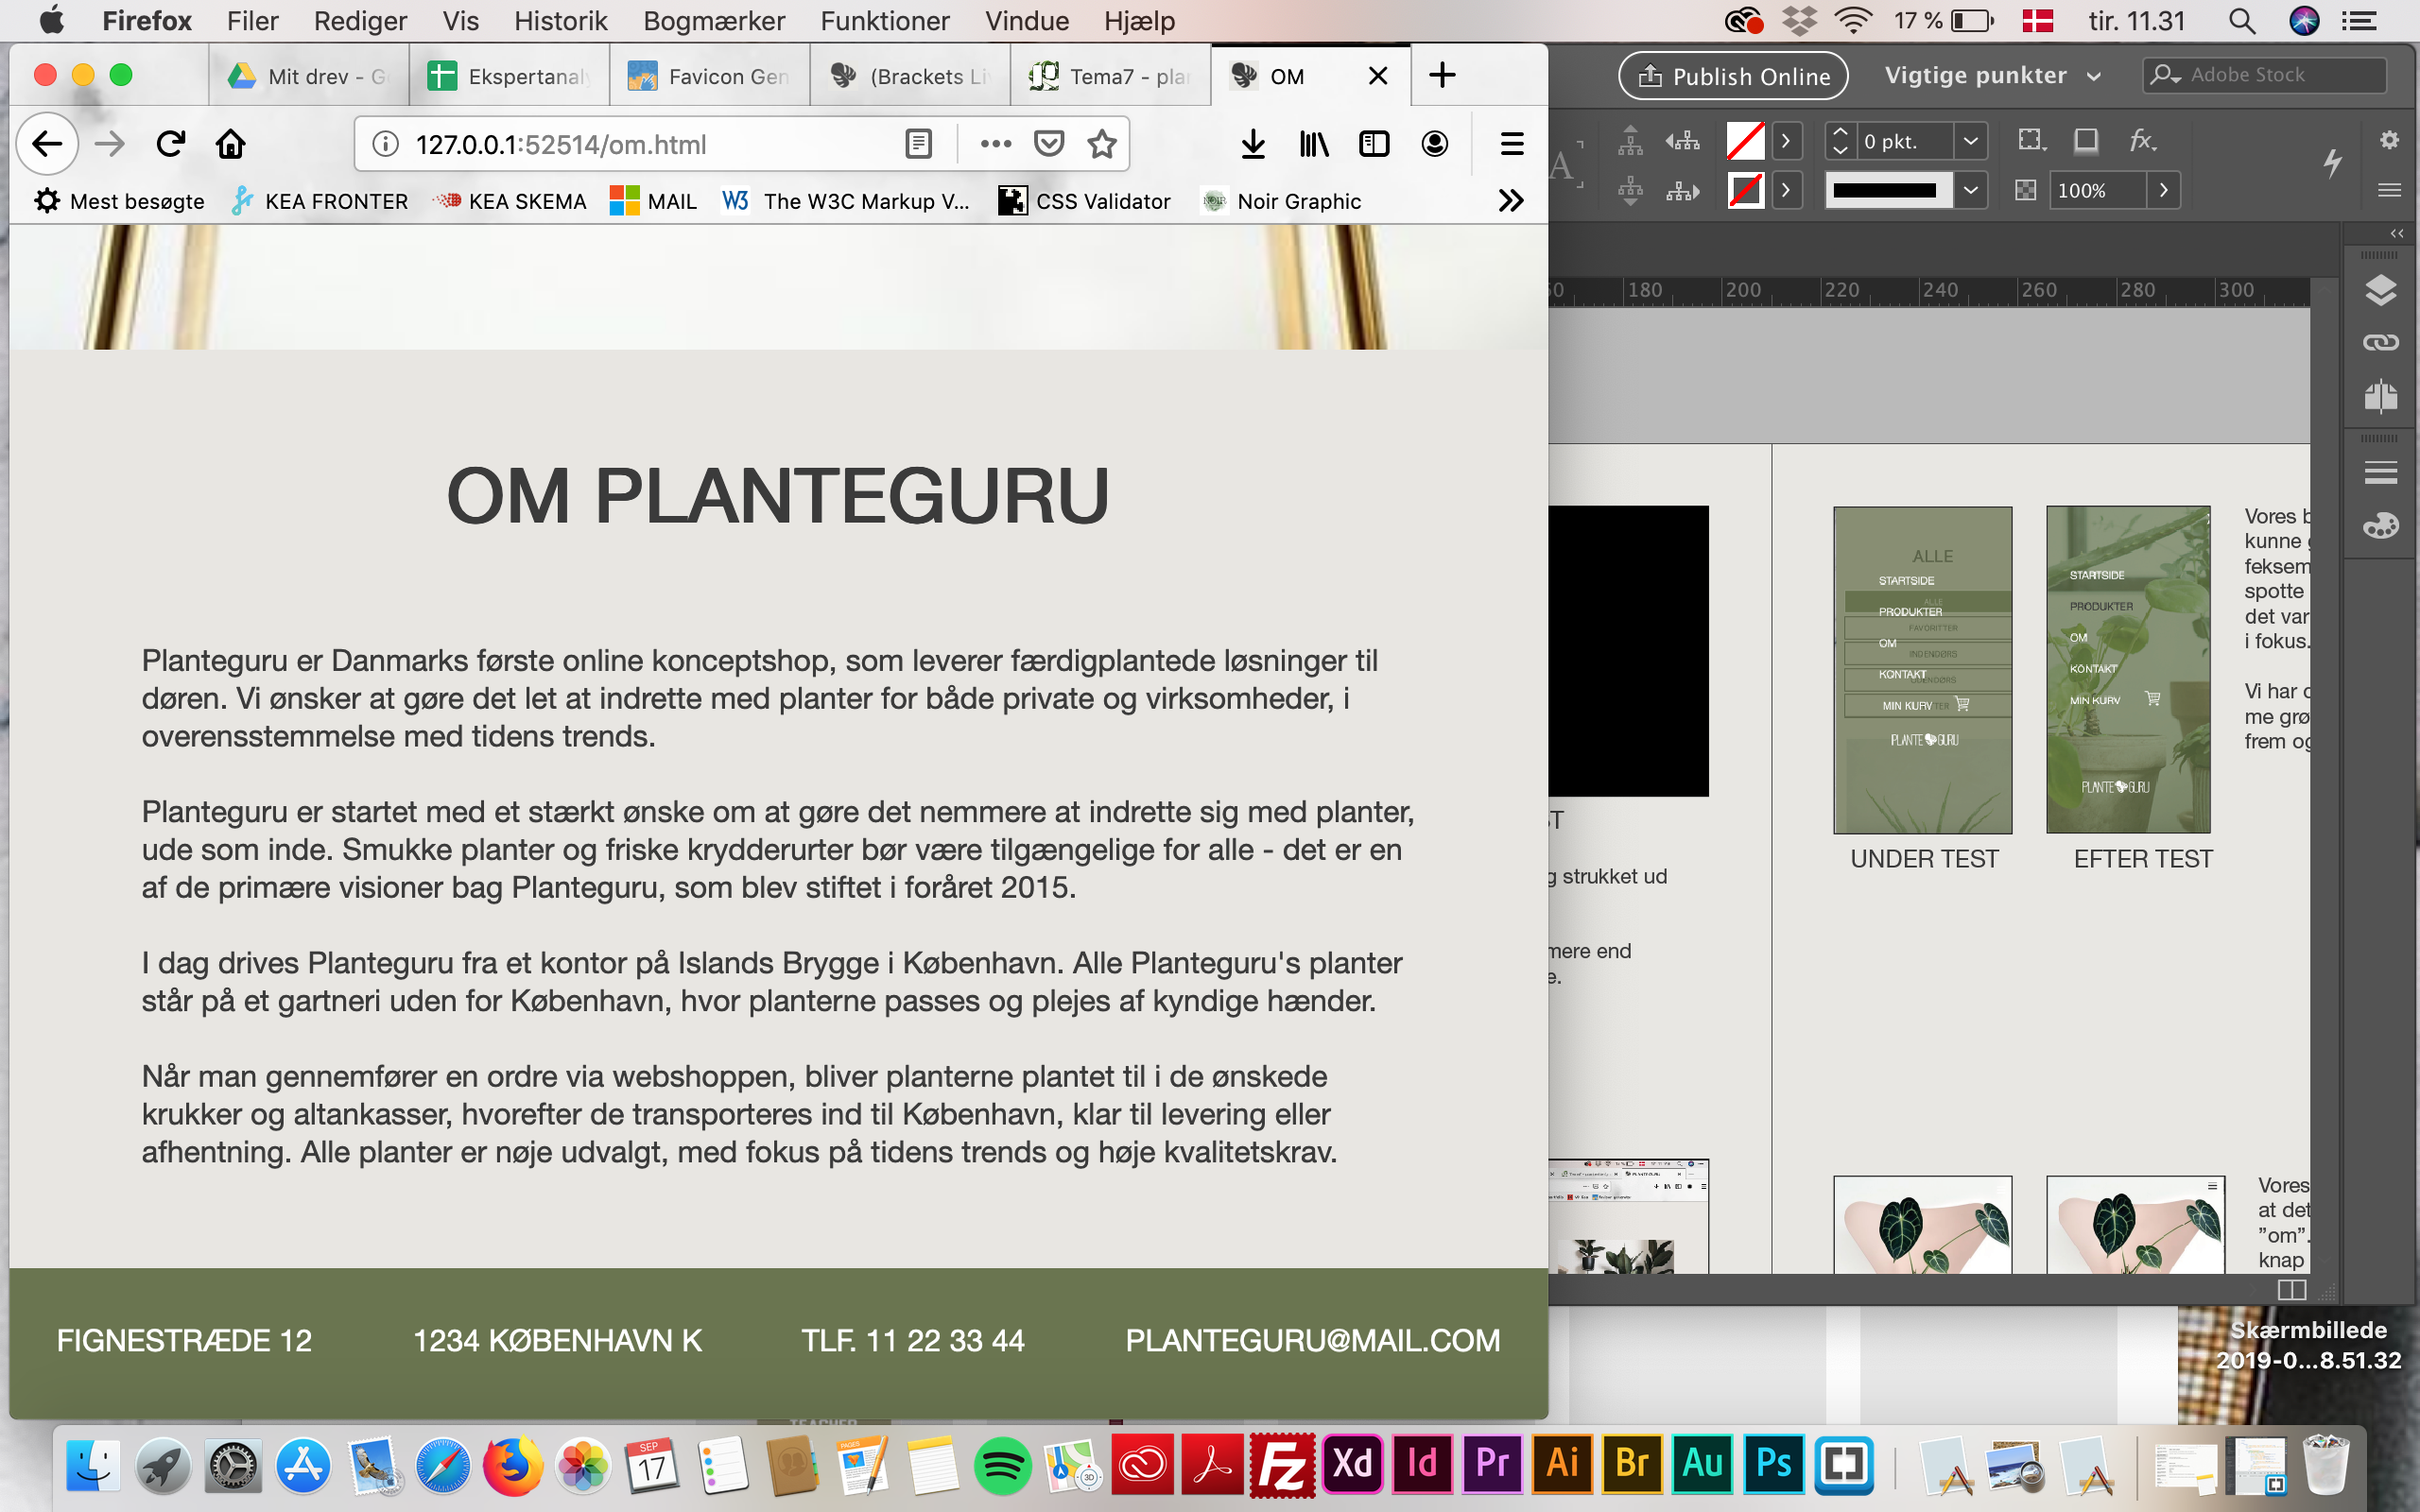 Firefox Filer Rediger Vis Historik Bogmærker Funktioner Vindue Hjælp 17 % tir. 11.31
Mit drev - G
Ekspertanaly
Favicon Gen
(Brackets Li
Tema7 - plan
OM
127.0.0.1:52514/om.html
Mest besøgte KEA FRONTER KEA SKEMA MAIL W3 The W3C Markup V... CSS Validator Noir Graphic
OM PLANTEGURU
Planteguru er Danmarks første online konceptshop, som leverer færdigplantede løsninger til
døren. Vi ønsker at gøre det let at indrette med planter for både private og virksomheder, i
overensstemmelse med tidens trends.
Planteguru er startet med et stærkt ønske om at gøre det nemmere at indrette sig med planter,
ude som inde. Smukke planter og friske krydderurter bør være tilgængelige for alle - det er en
af de primære visioner bag Planteguru, som blev stiftet i foråret 2015.
I dag drives Planteguru fra et kontor på Islands Brygge i København. Alle Planteguru's planter
står på et gartneri uden for København, hvor planterne passes og plejes af kyndige hænder.
Når man gennemfører en ordre via webshoppen, bliver planterne plantet til i de ønskede
krukker og altankasser, hvorefter de transporteres ind til København, klar til levering eller
afhentning. Alle planter er nøje udvalgt, med fokus på tidens trends og høje kvalitetskrav.
FIGNESTRÆDE 12 1234 KØBENHAVN K TLF. 11 22 33 44 PLANTEGURU@MAIL.COM
Publish Online Vigtige punkter Adobe Stock
0 pkt.
100%
180 200 220 240 260 280 300
ALLE
STARTSIDE
ALLE
PRODUKTER
FAVORITTER
OM
INDENDØRS
KONTAKT
MIN KURV
PLANTE GURU
UNDER TEST
STARTSIDE
PRODUKTER
OM
KONTAKT
MIN KURV
PLANTE GURU
EFTER TEST
Vores
kunne
feksem
spotte
det var
i fokus.
Vi har
me grø
frem og
strukket ud
mere end
e.
Vores
at det
"om".
knap
Skærmbillede
2019-0...8.51.32
SEP
17
PAGES
3D
Fz Xd Id Pr Ai Br Au Ps